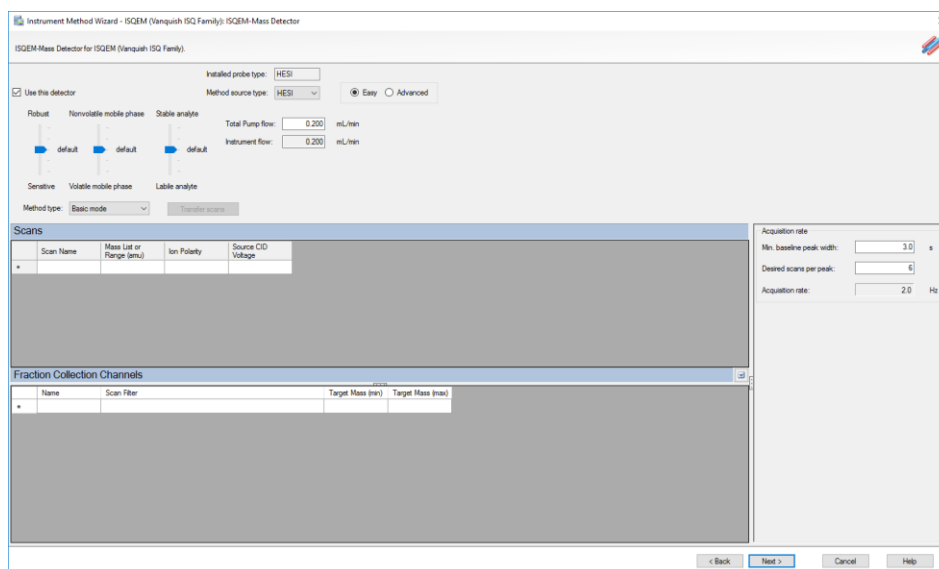 Instrument Method Wizard - ISQEM (Vanquish ISQ Family): ISQEM-Mass Detector
ISQEM-Mass Detector for ISQEM (Vanquish ISQ Family).
Installed probe type: HESI
Use this detector
Method source type: HESI
Easy
Advanced
Robust
Nonvolatile mobile phase
Stable analyte
default
default
default
Total Pump flow: 0.200 mL/min
Instrument flow: 0.200 mL/min
Sensitive
Volatile mobile phase
Labile analyte
Method type: Basic mode
Transfer scans
Scans
Scan Name
Mass List or
Range (amu)
Ion Polarity
Source CID
Voltage
Acquisition rate
Min. baseline peak width: 3.0 s
Desired scans per peak: 6
Acquisition rate: 2.0 Hz
Fraction Collection Channels
Name
Scan Filter
Target Mass (min)
Target Mass (max)
< Back
Next >
Cancel
Help